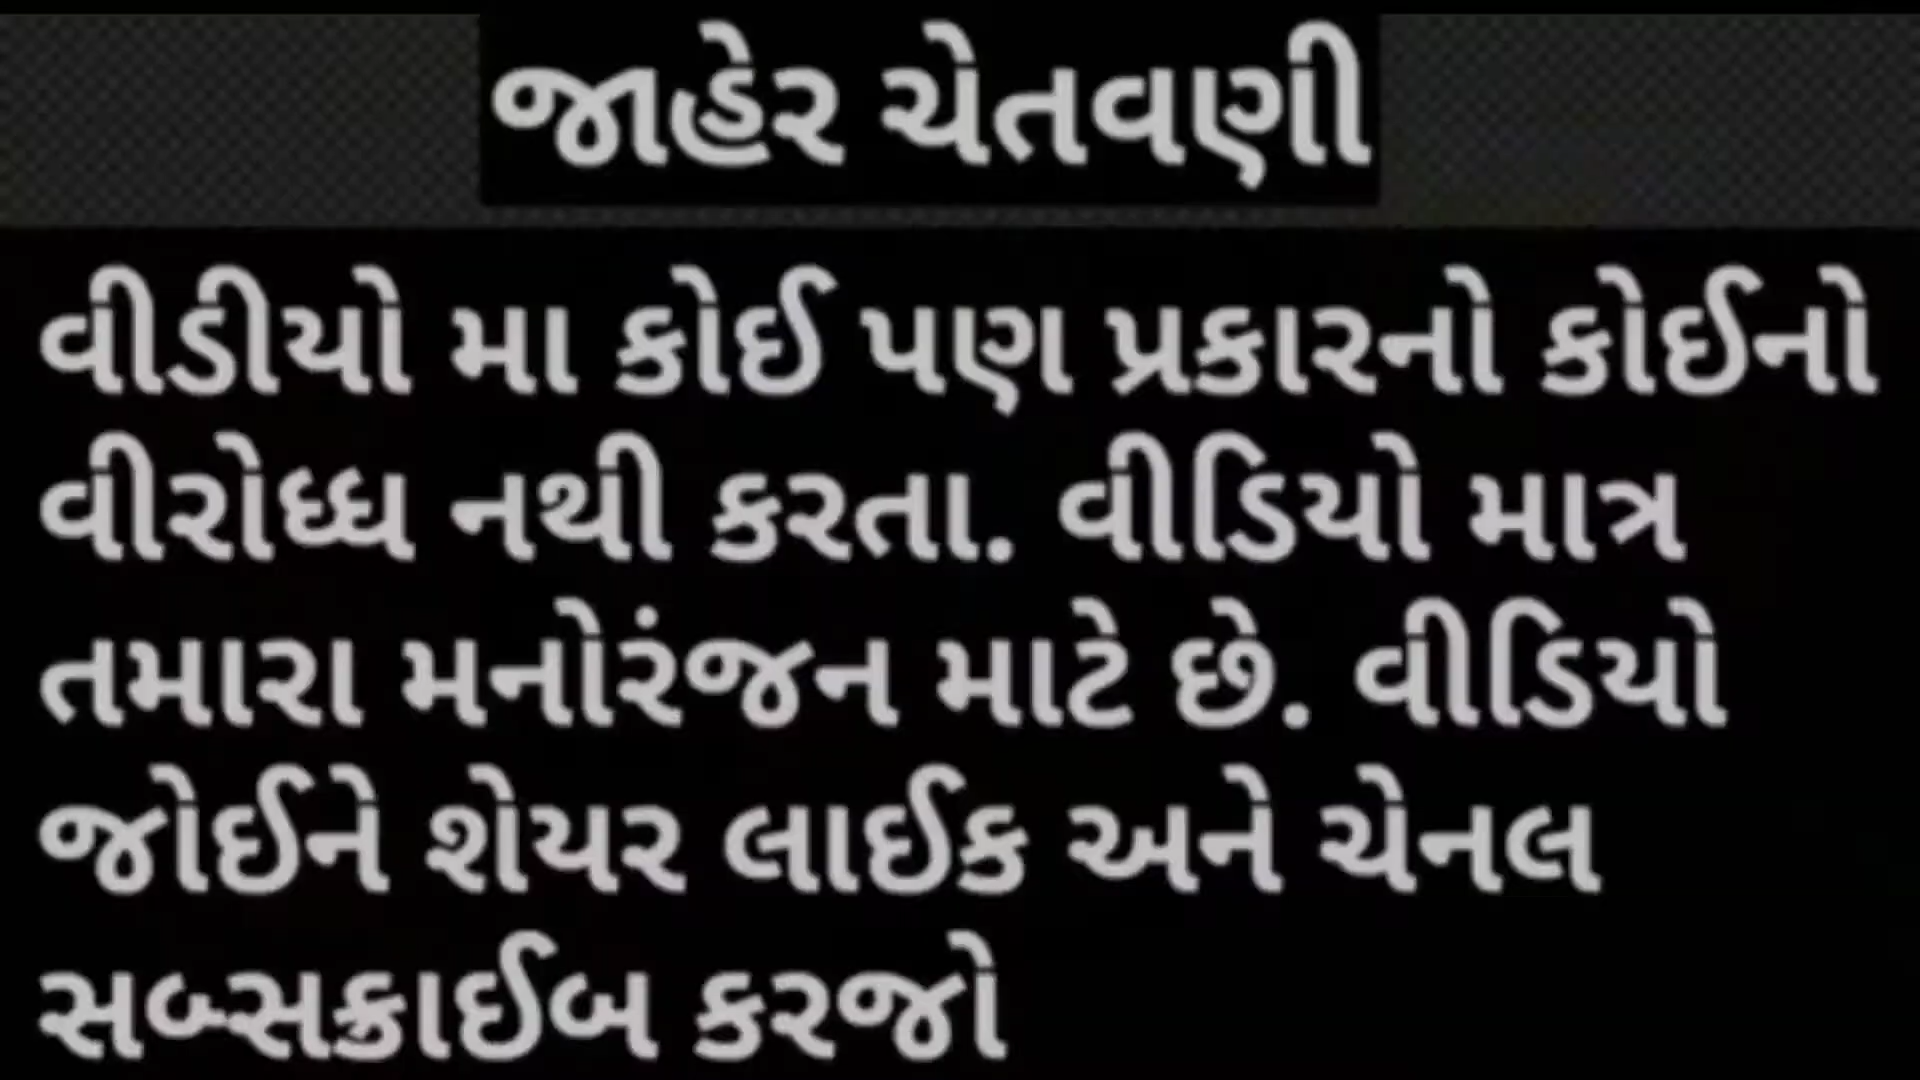 જાહેર ચેતવણી
વીડીયો મા કોઈ પણ પ્રકારનો કોઈનો
વીરોધ્ધ નથી કરતા. વીડિયો માત્ર
તમારા મનોરંજન માટે છે. વીડિયો
જોઈને શેયર લાઈક અને ચેનલ
સબ્સક્રાઈબ કરજો